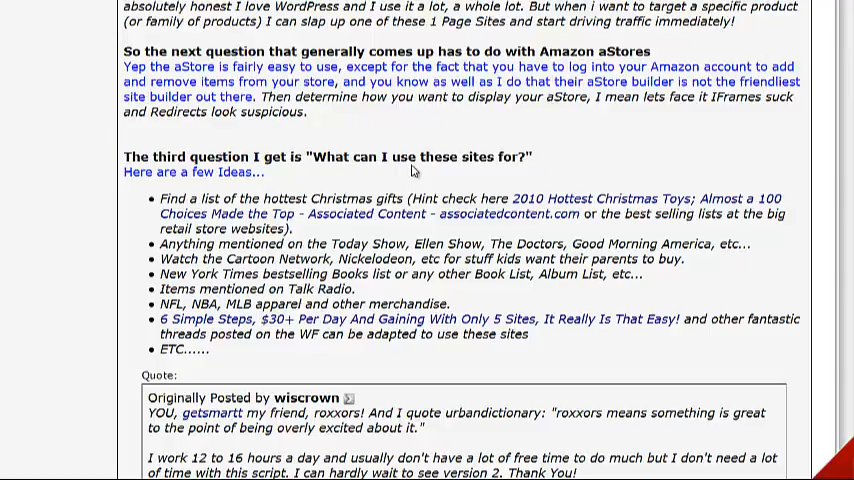 absolutely honest I love WordPress and I use it a lot, a whole lot. But when i want to target a specific product
(or family of products) I can slap up one of these 1 Page Sites and start driving traffic immediately!
So the next question that generally comes up has to do with Amazon aStores
Yep the aStore is fairly easy to use, except for the fact that you have to log into your Amazon account to add
and remove items from your store, and you know as well as I do that their aStore builder is not the friendliest
site builder out there. Then determine how you want to display your aStore, I mean lets face it IFrames suck
and Redirects look suspicious.
The third question I get is "What can I use these sites for?"
Here are a few Ideas...
• Find a list of the hottest Christmas gifts (Hint check here 2010 Hottest Christmas Toys; Almost a 100
Choices Made the Top - Associated Content - associatedcontent.com or the best selling lists at the big
retail store websites).
• Anything mentioned on the Today Show, Ellen Show, The Doctors, Good Morning America, etc...
• Watch the Cartoon Network, Nickelodeon, etc for stuff kids want their parents to buy.
• New York Times bestselling Books list or any other Book List, Album List, etc...
• Items mentioned on Talk Radio.
• NFL, NBA, MLB apparel and other merchandise.
• 6 Simple Steps, $30+ Per Day And Gaining With Only 5 Sites, It Really Is That Easy! and other fantastic
threads posted on the WF can be adapted to use these sites
• ETC......
Quote:
Originally Posted by wiscrown
YOU, getsmartt my friend, roxxors! And I quote urbandictionary: "roxxors means something is great
to the point of being overly excited about it."
I work 12 to 16 hours a day and usually don't have a lot of free time to do much but I don't need a lot
of time with this script. I can hardly wait to see version 2. Thank You!